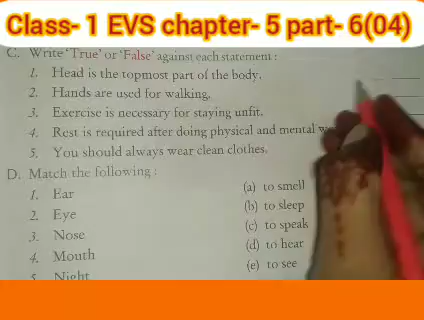 Class- 1 EVS chapter- 5 part- 6(04)
C. Write 'True' or 'False' against each statement :
1. Head is the topmost part of the body.
2. Hands are used for walking.
3. Exercise is necessary for staying unfit.
4. Rest is required after doing physical and mental
5. You should always wear clean clothes.
D. Match the following :
1. Ear (a) to smell
2. Eye (b) to sleep
3. Nose (c) to speak
4. Mouth (d) to hear
5. Night (e) to see